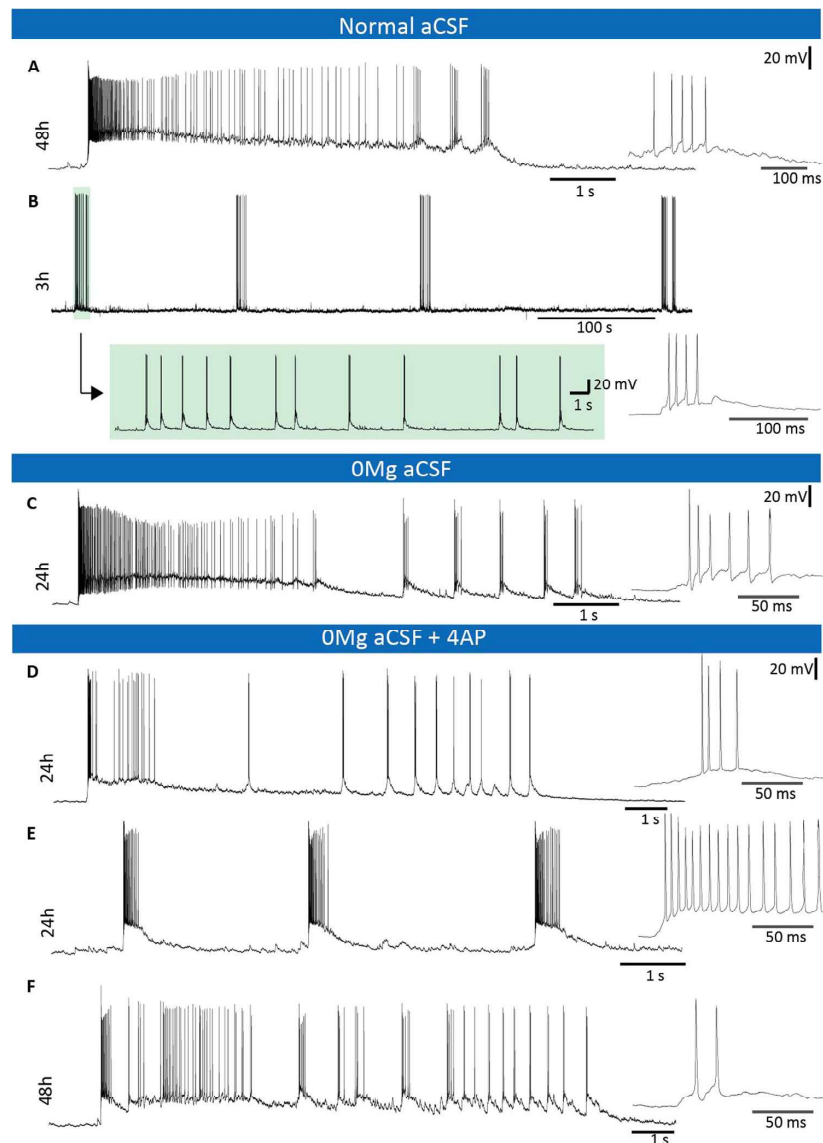 Normal aCSF
A
20 mV
48h
1 s
100 ms
B
3h
100 s
20 mV
1 s
100 ms
0Mg aCSF
C
20 mV
24h
1 s
50 ms
0Mg aCSF + 4AP
D
20 mV
24h
1 s
50 ms
E
24h
1 s
50 ms
F
48h
1 s
50 ms